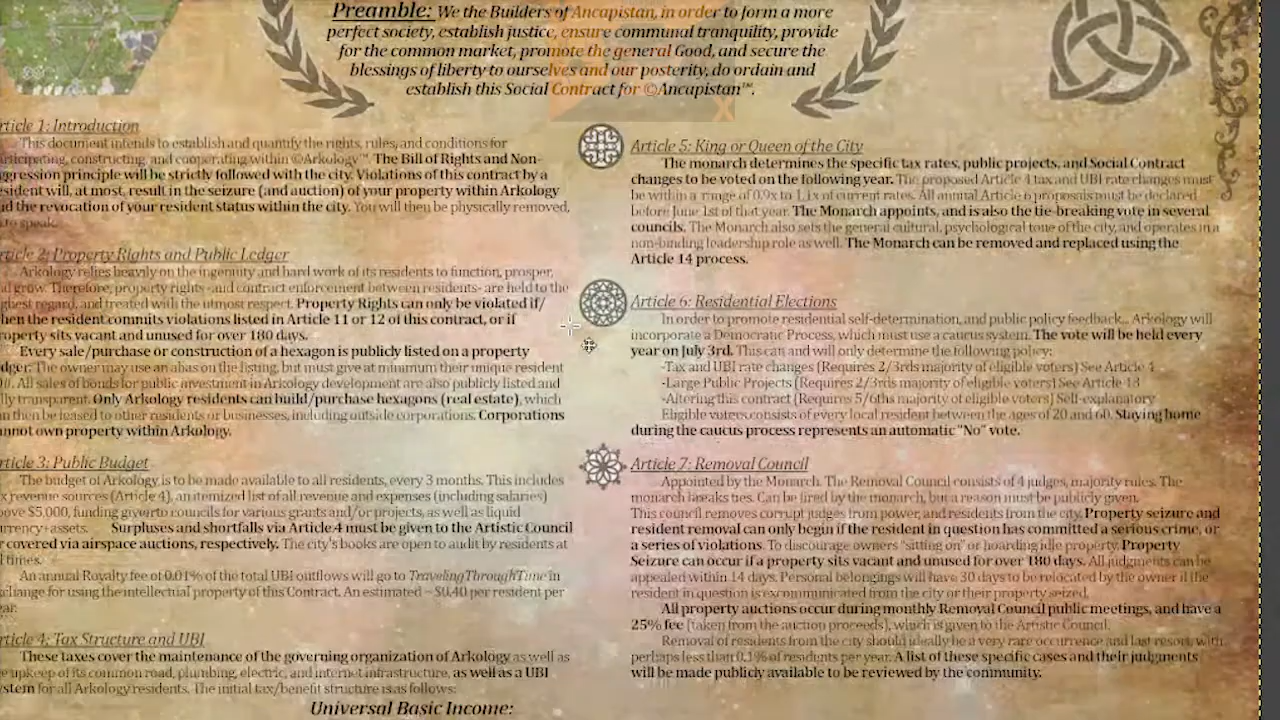 Preamble: We the Builders of Ancapistan, in order to form a more
perfect society, establish justice, ensure communal tranquility, provide
for the common market, promote the general Good, and secure the
blessings of liberty to ourselves and our posterity, do ordain and
establish this Social Contract for ©Ancapistan™.
rticle 1: Introduction
This document intends to establish and quantify the rights, rules, and conditions for
articipating, constructing, and cooperating within ©Arkology™. The Bill of Rights and Non-
ggression principle will be strictly followed with the city. Violations of this contract by a
esident will, at most, result in the seizure (and auction) of your property within Arkology
nd the revocation of your resident status within the city. You will then be physically removed,
to speak.
rticle 2: Property Rights and Public Ledger
Arkology relies heavily on the ingenuity and hard work of its residents to function, prosper,
d grow. Therefore, property rights -and contract enforcement between residents- are held to the
ghest regard, and treated with the utmost respect. Property Rights can only be violated if/
hen the resident commits violations listed in Article 11 or 12 of this contract, or if
roperty sits vacant and unused for over 180 days.
Every sale/purchase or construction of a hexagon is publicly listed on a property
dger. The owner may use an alias on the listing, but must give at minimum their unique resident
All sales of bonds for public investment in Arkology development are also publicly listed and
lly transparent. Only Arkology residents can build/purchase hexagons (real estate), which
n then be leased to other residents or businesses, including outside corporations. Corporations
nnot own property within Arkology.
rticle 3: Public Budget
The budget of Arkology is to be made available to all residents, every 3 months. This includes
x revenue sources (Article 4), an itemized list of all revenue and expenses (including salaries)
ove $5,000, funding given to councils for various grants and/or projects, as well as liquid
urrency+assets. Surpluses and shortfalls via Article 4 must be given to the Artistic Council
r covered via airspace auctions, respectively. The city's books are open to audit by residents at
l times.
An annual Royalty fee of 0.01% of the total UBI outflows will go to TravelingThroughTime in
change for using the intellectual property of this Contract. An estimated ~$0.40 per resident per
ear.
rticle 4: Tax Structure and UBI
These taxes cover the maintenance of the governing organization of Arkology as well as
e upkeep of its common road, plumbing, electric, and internet infrastructure, as well as a UBI
ystem for all Arkology residents. The initial tax/benefit structure is as follows:
Universal Basic Income:
Article 5: King or Queen of the City
The monarch determines the specific tax rates, public projects, and Social Contract
changes to be voted on the following year. The proposed Article 4 tax and UBI rate changes must
be within a range of 0.9x to 1.1x of current rates. All annual Article 6 proposals must be declared
before June 1st of that year. The Monarch appoints, and is also the tie-breaking vote in several
councils. The Monarch also sets the general cultural, psychological tone of the city, and operates in a
non-binding leadership role as well. The Monarch can be removed and replaced using the
Article 14 process.
Article 6: Residential Elections
In order to promote residential self-determination, and public policy feedback... Arkology will
incorporate a Democratic Process, which must use a caucus system. The vote will be held every
year on July 3rd. This can and will only determine the following policy:
-Tax and UBI rate changes (Requires 2/3rds majority of eligible voters) See Article 4
-Large Public Projects (Requires 2/3rds majority of eligible voters) See Article 13
-Altering this contract (Requires 5/6ths majority of eligible voters) Self-explanatory
Eligible voters consists of every local resident between the ages of 20 and 60. Staying home
during the caucus process represents an automatic "No" vote.
Article 7: Removal Council
Appointed by the Monarch. The Removal Council consists of 4 judges, majority rules. The
monarch breaks ties. Can be fired by the monarch, but a reason must be publicly given.
This council removes corrupt judges from power, and residents from the city. Property seizure and
resident removal can only begin if the resident in question has committed a serious crime, or
a series of violations. To discourage owners "sitting on" or hoarding idle property. Property
Seizure can occur if a property sits vacant and unused for over 180 days. All judgments can be
appealed within 14 days. Personal belongings will have 30 days to be relocated by the owner if the
resident in question is excommunicated from the city or their property seized.
All property auctions occur during monthly Removal Council public meetings, and have a
25% fee (taken from the auction proceeds), which is given to the Artistic Council.
Removal of residents from the city should ideally be a very rare occurrence and last resort, with
perhaps less than 0.1% of residents per year. A list of these specific cases and their judgments
will be made publicly available to be reviewed by the community.